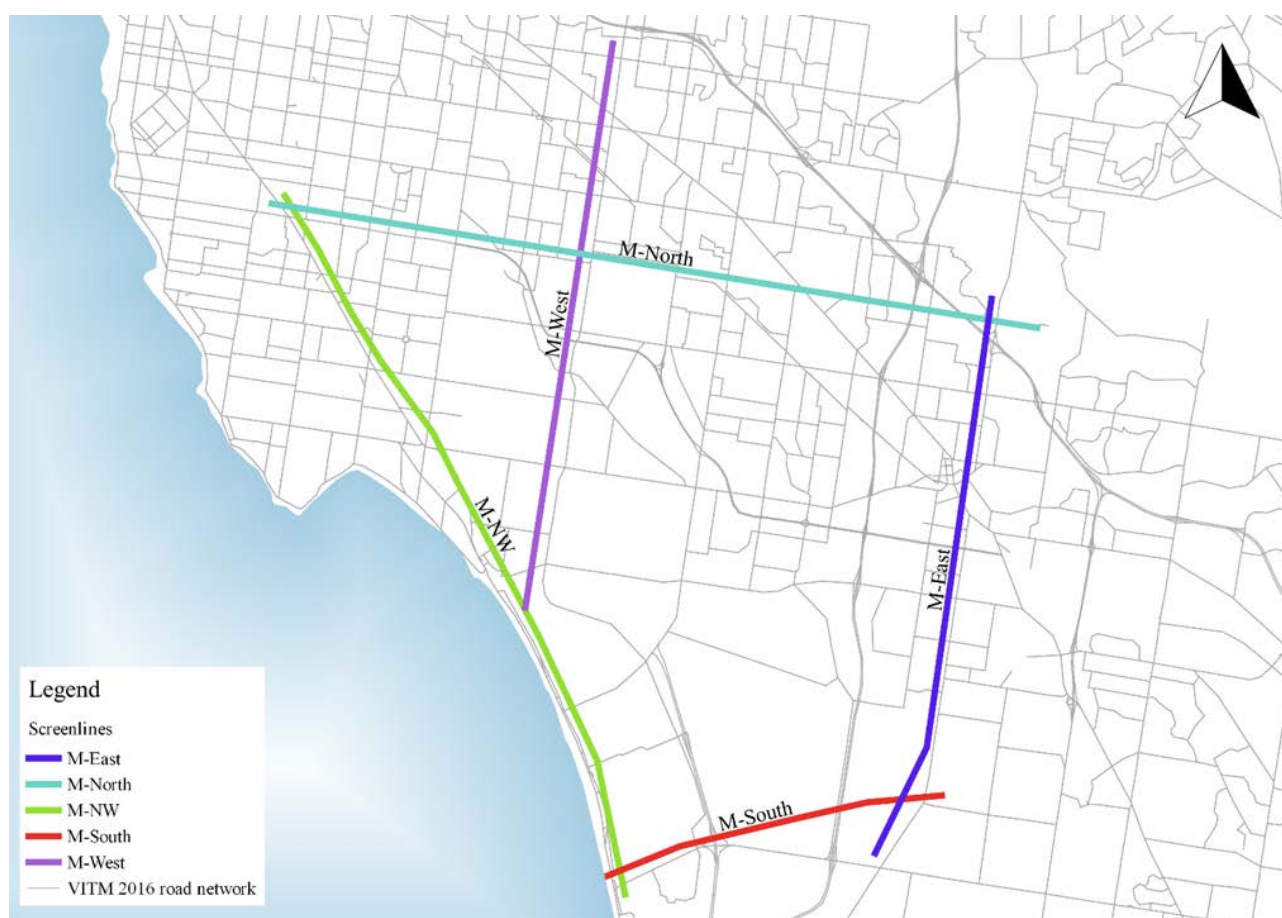 M-North
M-West
M-NW
M-East
M-South
Legend
Screenlines
M-East
M-North
M-NW
M-South
M-West
VITM 2016 road network